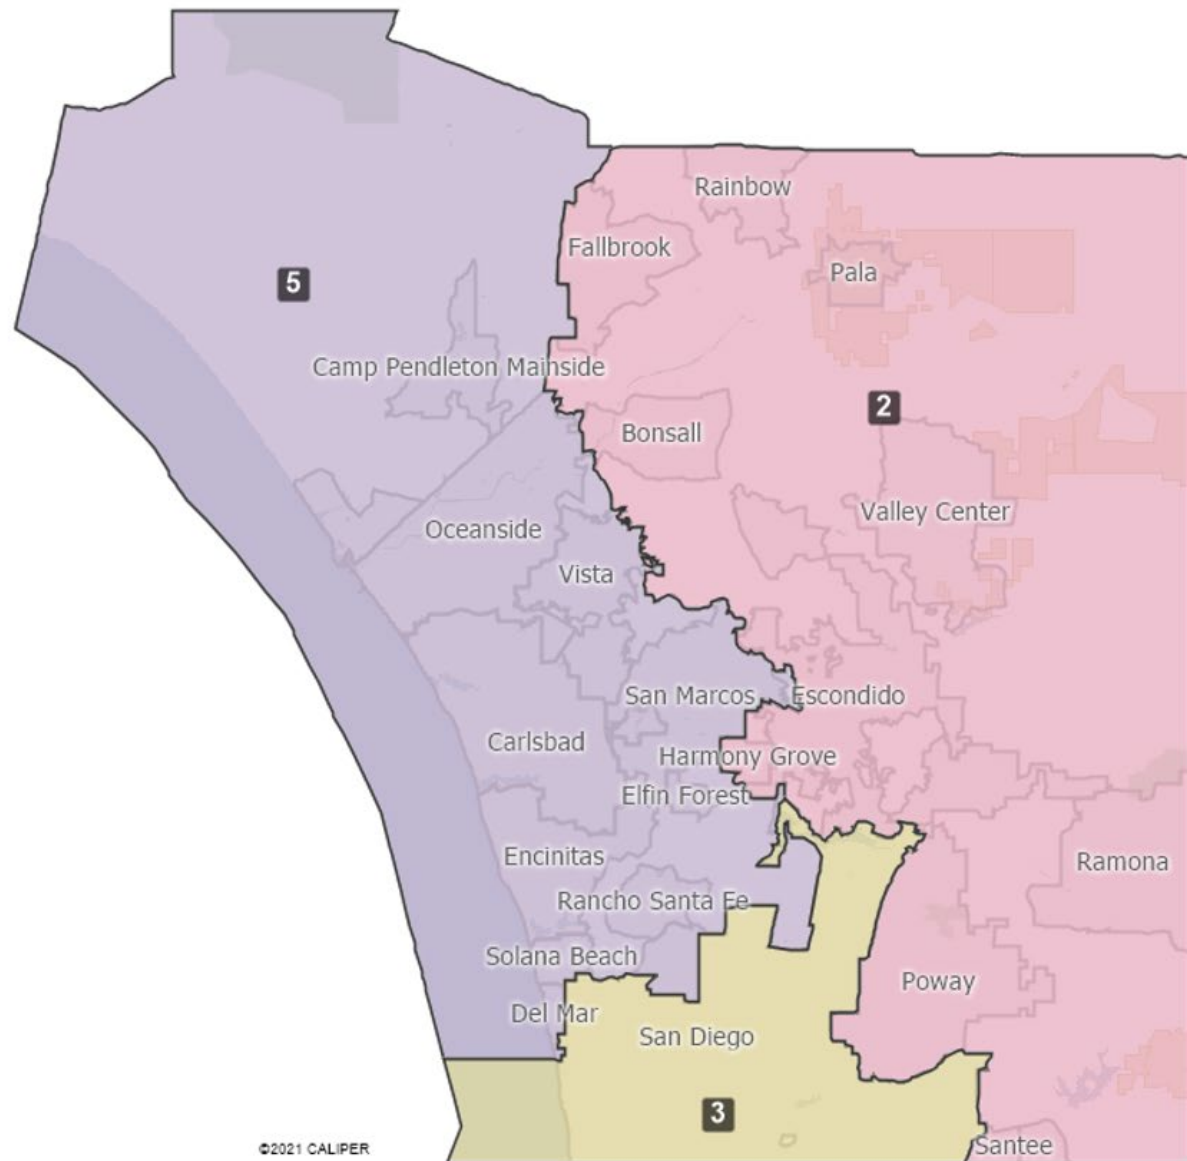 Rainbow
Fallbrook
Pala
5
Camp Pendleton Mainside
2
Bonsall
Valley Center
Oceanside
Vista
San Marcos
Escondido
Carlsbad
Harmony Grove
Elfin Forest
Encinitas
Ramona
Rancho Santa Fe
Solana Beach
Poway
Del Mar
San Diego
3
©2021 CALIPER
Santee